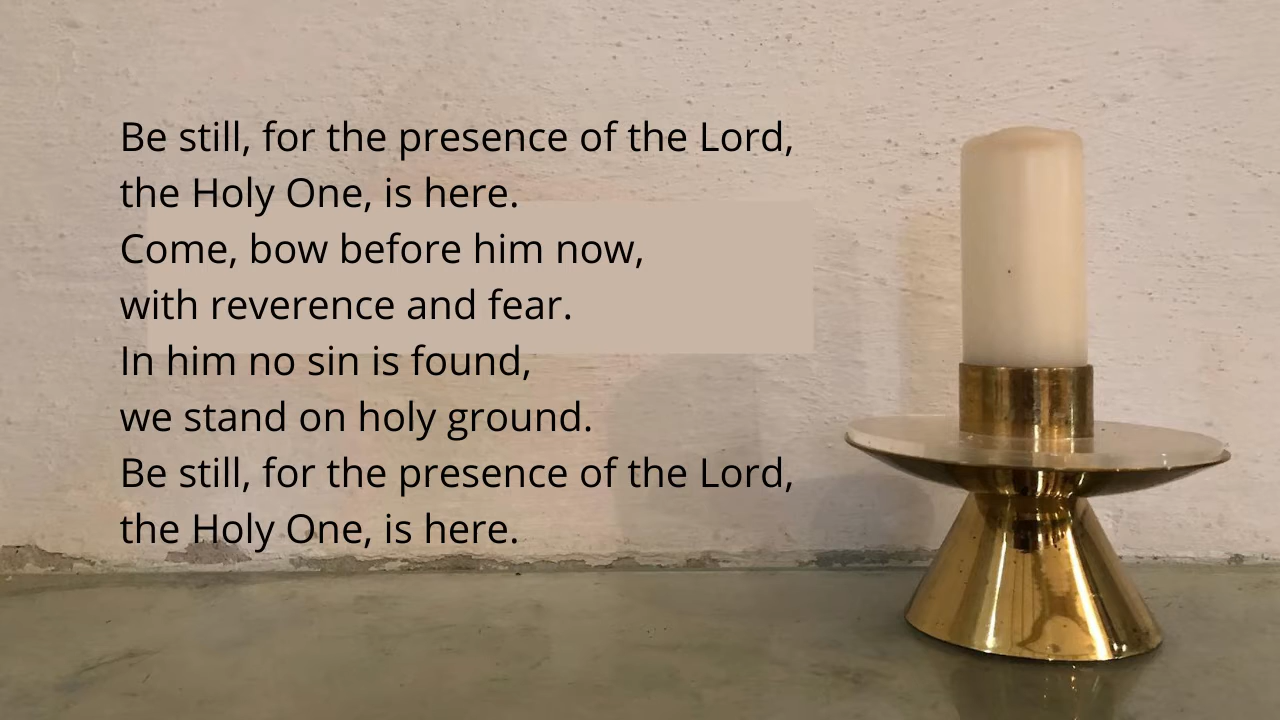 Be still, for the presence of the Lord,
the Holy One, is here.
Come, bow before him now,
with reverence and fear.
In him no sin is found,
we stand on holy ground.
Be still, for the presence of the Lord,
the Holy One, is here.